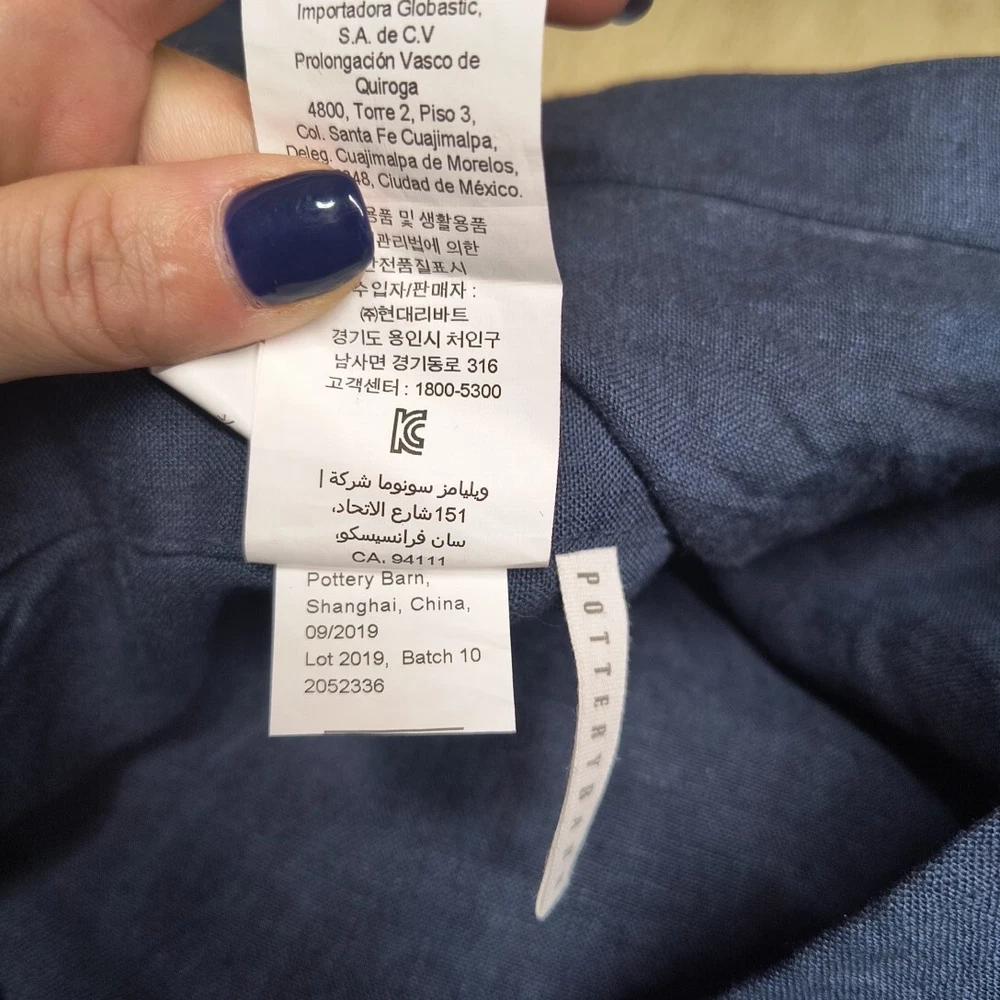 Importadora Globastic,
S.A. de C.V
Prolongación Vasco de
Quiroga
4800, Torre 2, Piso 3,
Col. Santa Fe Cuajimalpa,
Deleg. Cuajimalpa de Morelos,
Ciudad de México.
및 생활용품
관리법에 의한
안전품질표시
수입자/판매자 :
㈜현대리바트
경기도 용인시 처인구
남사면 경기동로 316
고객센터 : 1800-5300
ويليامز سونوما شركة |
151شارع الاتحاد،
سان فرانسيسكو،
CA, 94111
Pottery Barn,
Shanghai, China,
09/2019
Lot 2019, Batch 10
2052336
POTTERY BARN